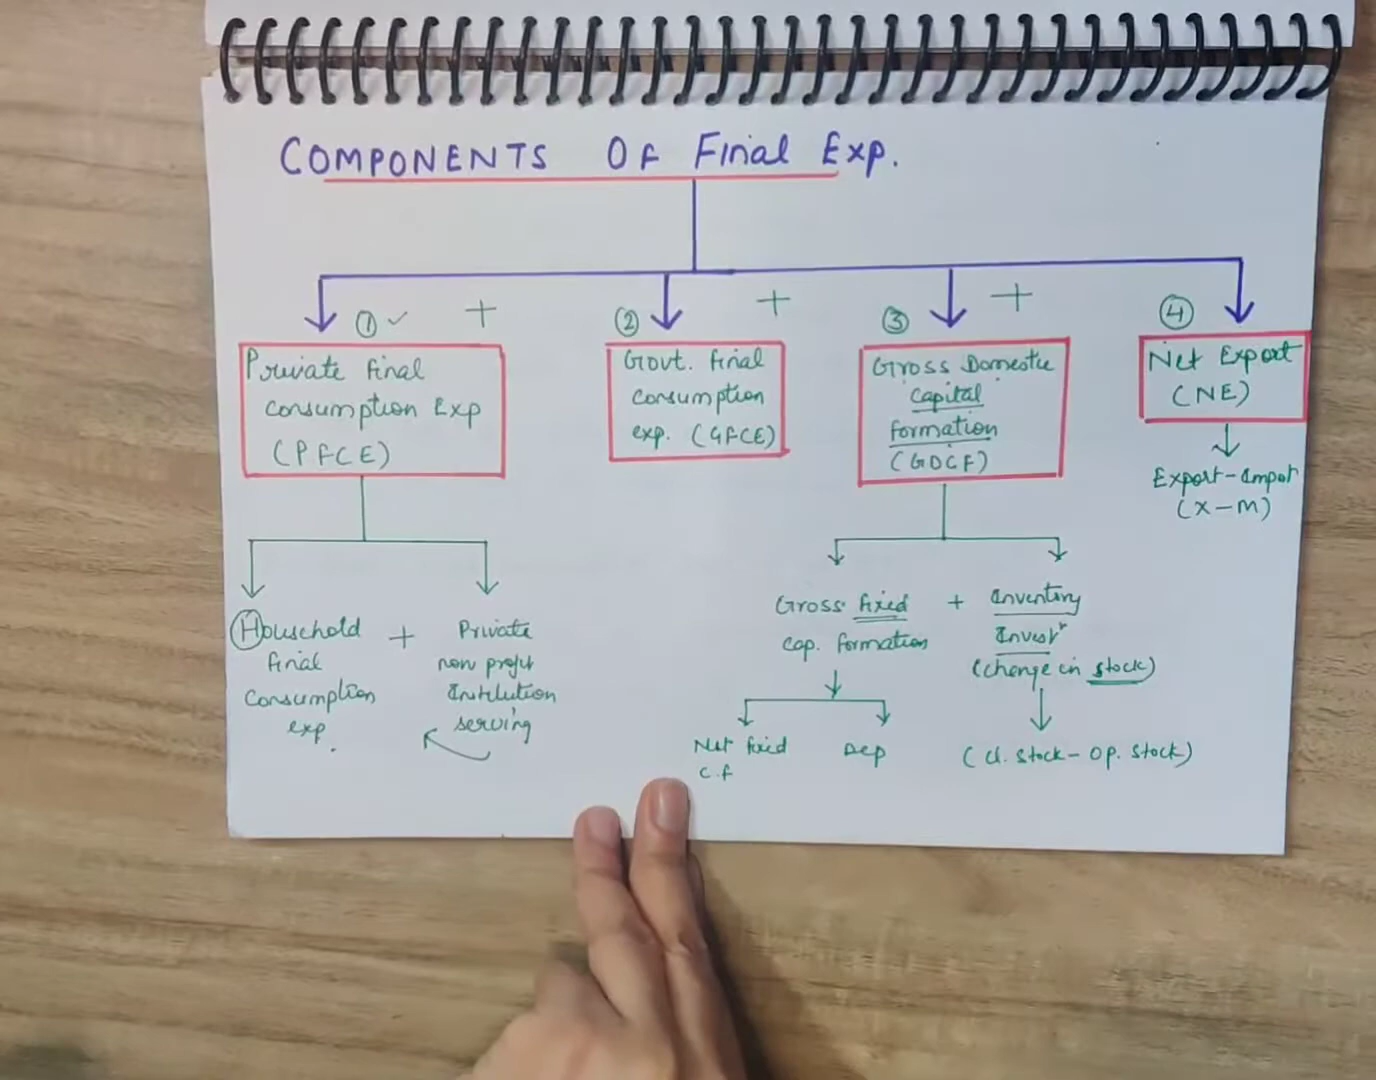 COMPONENTS OF Final Exp.
① ✓ +
Private final
consumption Exp
(PFCE)
② +
Govt. final
consumption
exp. (GFCE)
③ +
Gross Domestic
capital
formation
(GDCF)
④
Net Export
(NE)
Export-Import
(X-M)
Household
final
consumption
exp.
+
Private
non profit
Institution
serving
Gross fixed
cap. formation
+
Inventory
Invest^r
(change in stock)
Net fixed
c.f
Dep
(cl. stock - op. stock)